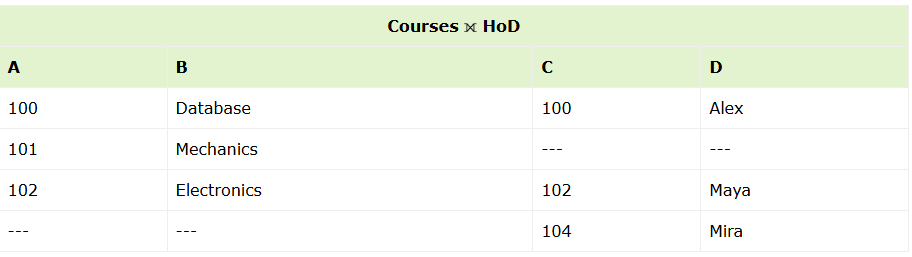 Courses ⟗ HoD
A B C D
100 Database 100 Alex
101 Mechanics --- ---
102 Electronics 102 Maya
--- --- 104 Mira